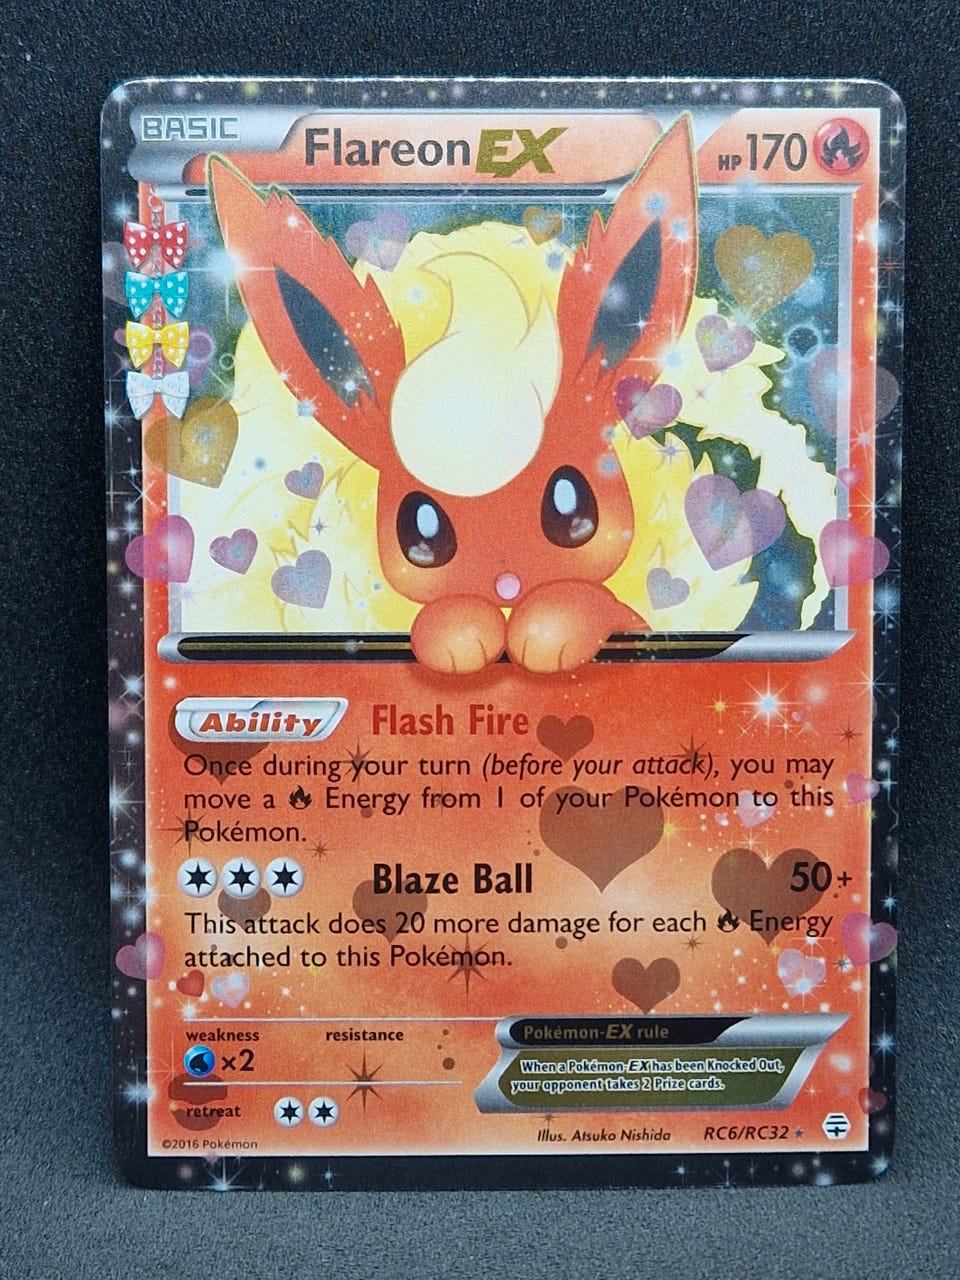 BASIC Flareon EX HP 170
Ability Flash Fire
Once during your turn (before your attack), you may
move a Energy from 1 of your Pokémon to this
Pokémon.
Blaze Ball 50+
This attack does 20 more damage for each Energy
attached to this Pokémon.
weakness resistance
×2
retreat
Pokémon-EX rule
When a Pokémon-EX has been Knocked Out,
your opponent takes 2 Prize cards.
©2016 Pokémon Illus. Atsuko Nishida RC6/RC32